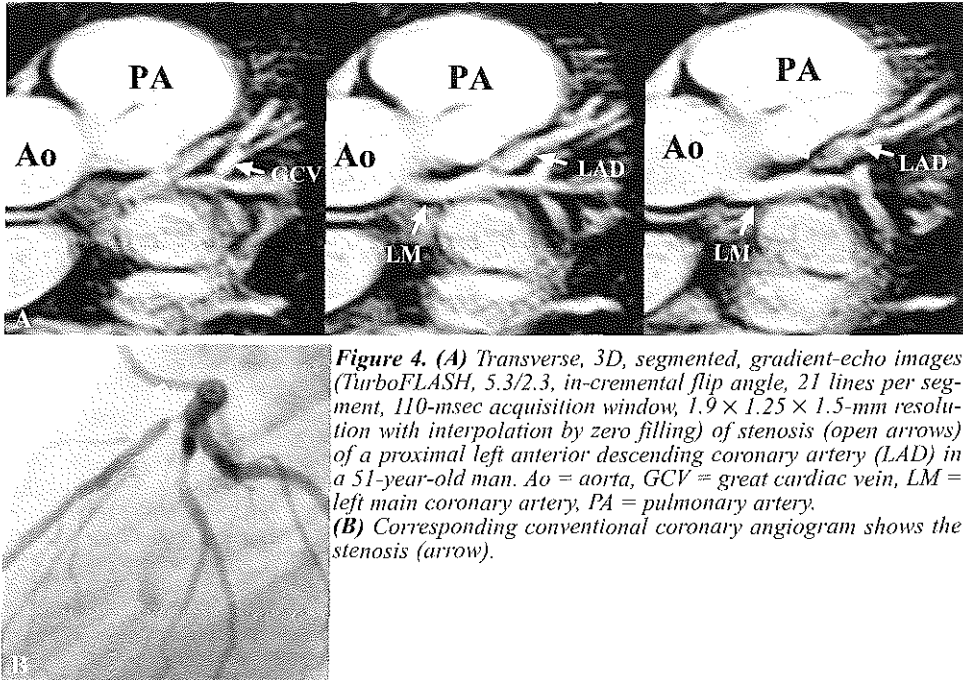 PA
Ao
GCV
A
PA
Ao
LAD
LM
PA
Ao
LAD
LM
B
Figure 4. (A) Transverse, 3D, segmented, gradient-echo images
(TurboFLASH, 5.3/2.3, in-cremental flip angle, 21 lines per seg-
ment, 110-msec acquisition window, 1.9 × 1.25 × 1.5-mm resolu-
tion with interpolation by zero filling) of stenosis (open arrows)
of a proximal left anterior descending coronary artery (LAD) in
a 51-year-old man. Ao = aorta, GCV = great cardiac vein, LM =
left main coronary artery, PA = pulmonary artery.
(B) Corresponding conventional coronary angiogram shows the
stenosis (arrow).